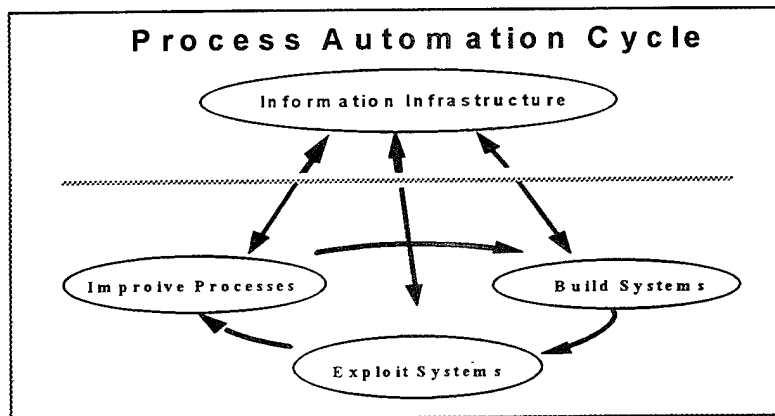 Process Automation Cycle
Information Infrastructure
Improive Processes
Build Systems
Exploit Systems